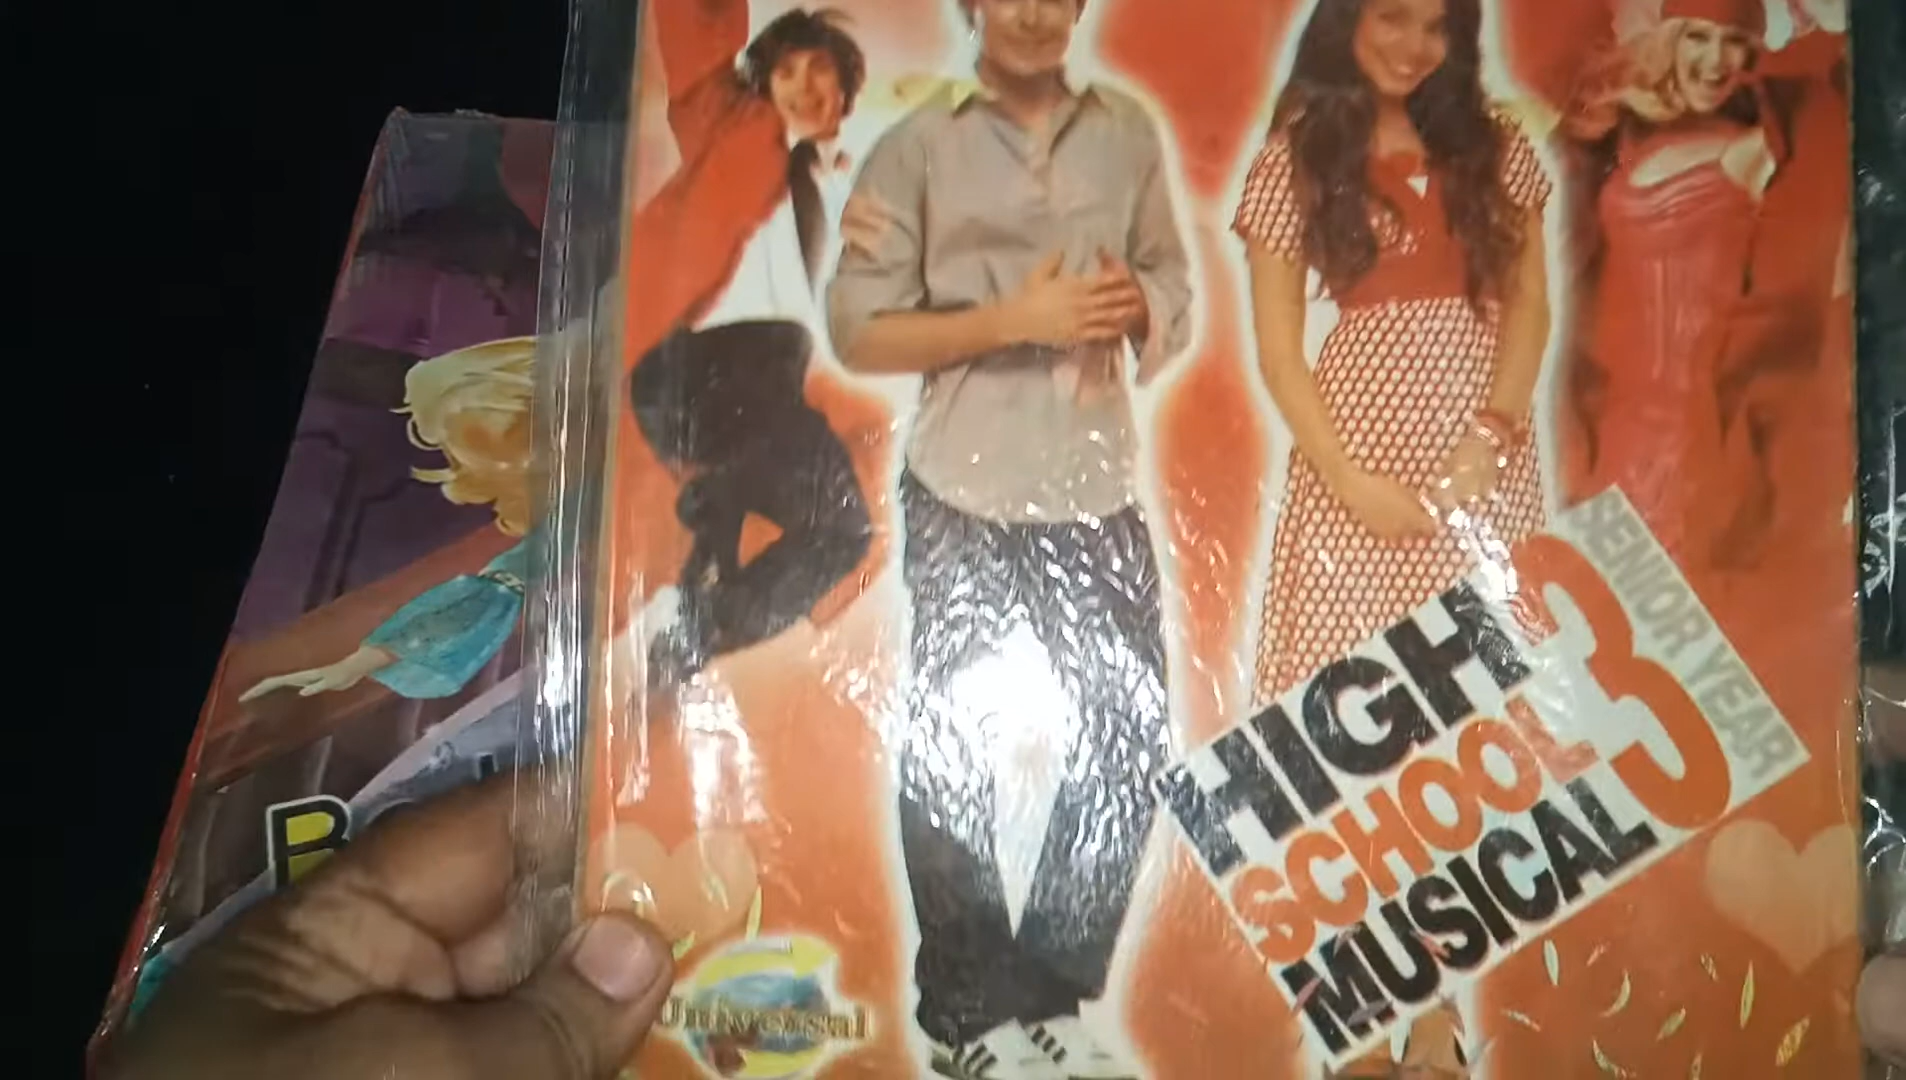 HIGH
SCHOOL
MUSICAL
3
SENIOR YEAR
B
Universal